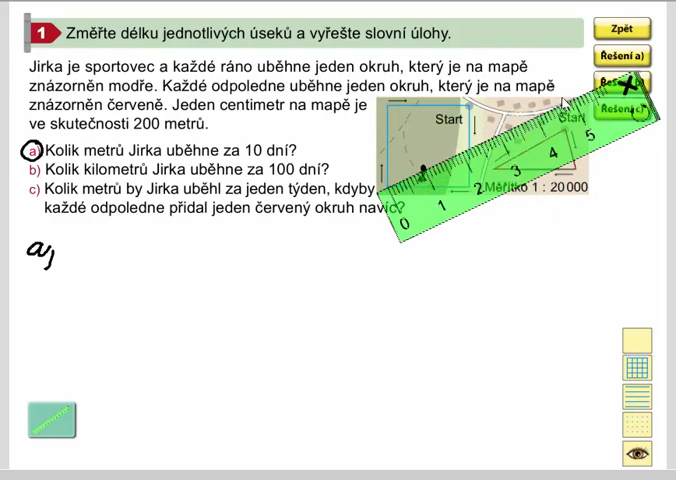 1 Změřte délku jednotlivých úseků a vyřešte slovní úlohy.
Zpět
Řešení a)
Jirka je sportovec a každé ráno uběhne jeden okruh, který je na mapě
znázorněn modře. Každé odpoledne uběhne jeden okruh, který je na mapě
znázorněn červeně. Jeden centimetr na mapě je
ve skutečnosti 200 metrů.
Start
Start
a) Kolik metrů Jirka uběhne za 10 dní?
b) Kolik kilometrů Jirka uběhne za 100 dní?
c) Kolik metrů by Jirka uběhl za jeden týden, kdyby
každé odpoledne přidal jeden červený okruh navíc?
Měřítko 1 : 20 000
0 1 2 3 4 5
a)